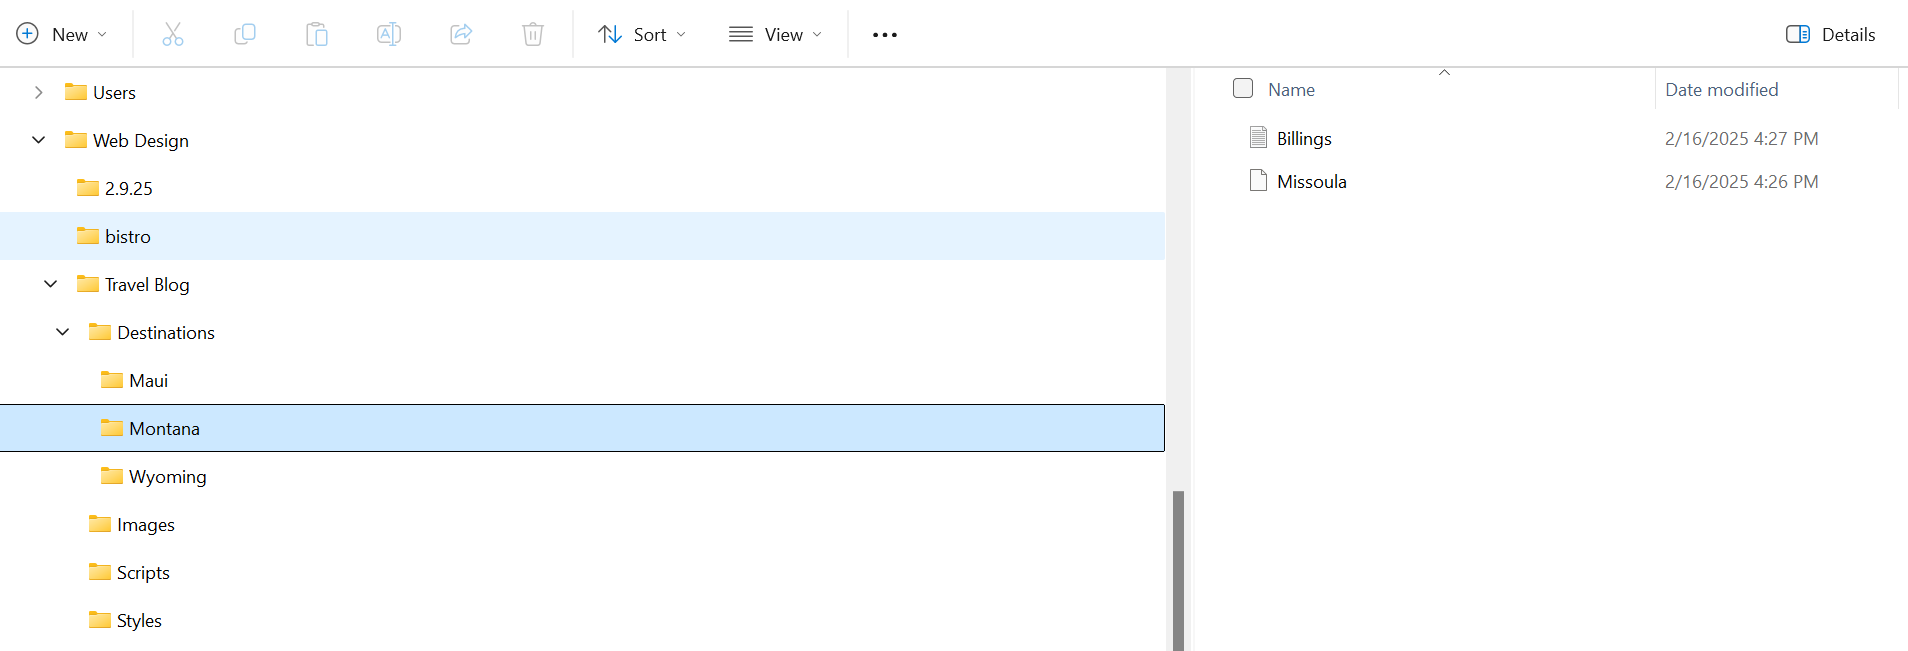 New Sort View Details
Users
Web Design
2.9.25
bistro
Travel Blog
Destinations
Maui
Montana
Wyoming
Images
Scripts
Styles
Name Date modified
Billings 2/16/2025 4:27 PM
Missoula 2/16/2025 4:26 PM